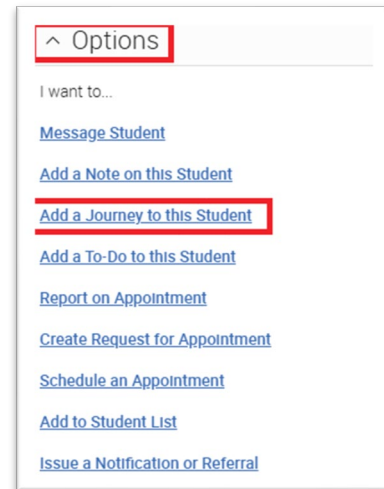 Options
I want to...
Message Student
Add a Note on this Student
Add a Journey to this Student
Add a To-Do to this Student
Report on Appointment
Create Request for Appointment
Schedule an Appointment
Add to Student List
Issue a Notification or Referral